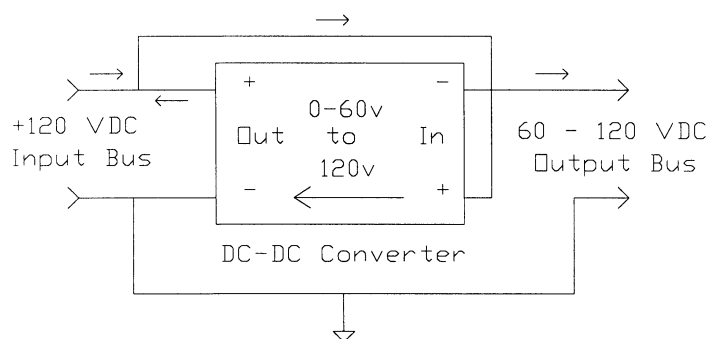 + −
0-60v
+120 VDC Out to In 60 - 120 VDC
Input Bus 120v Output Bus
− +
DC-DC Converter